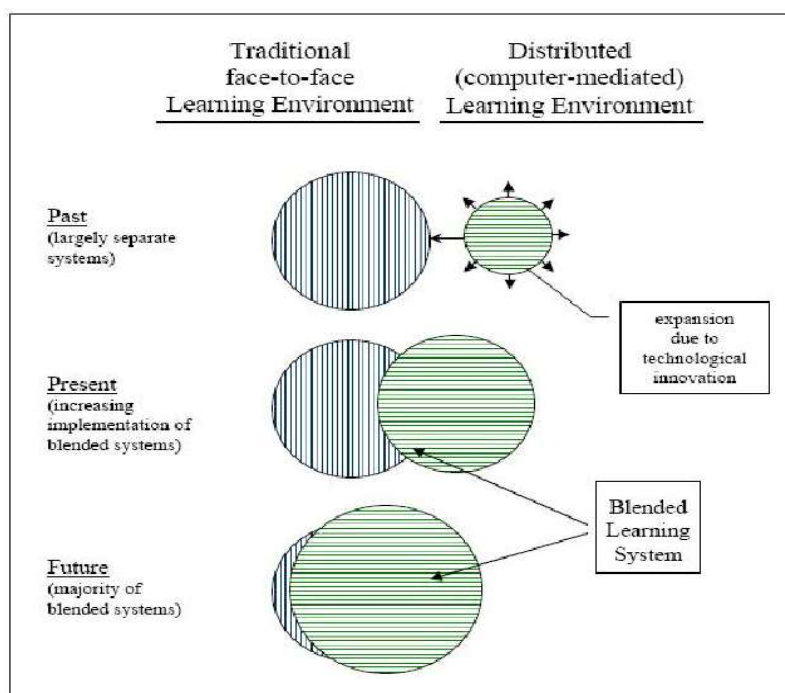 Traditional
face-to-face
Learning Environment
Distributed
(computer-mediated)
Learning Environment
Past
(largely separate
systems)
expansion
due to
technological
innovation
Present
(increasing
implementation of
blended systems)
Blended
Learning
System
Future
(majority of
blended systems)